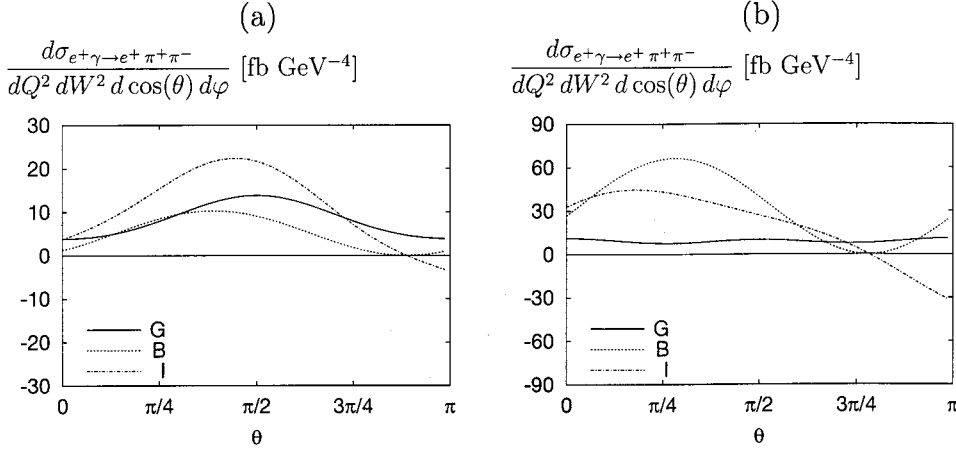 (a)
dσ_{e⁺γ→e⁺π⁺π⁻} / dQ² dW² d cos(θ) dφ [fb GeV⁻⁴]
30
20
10
0
-10
-20
-30
G
B
I
0 π/4 π/2 3π/4 π
θ
(b)
dσ_{e⁺γ→e⁺π⁺π⁻} / dQ² dW² d cos(θ) dφ [fb GeV⁻⁴]
90
60
30
0
-30
-60
-90
G
B
I
0 π/4 π/2 3π/4 π
θ